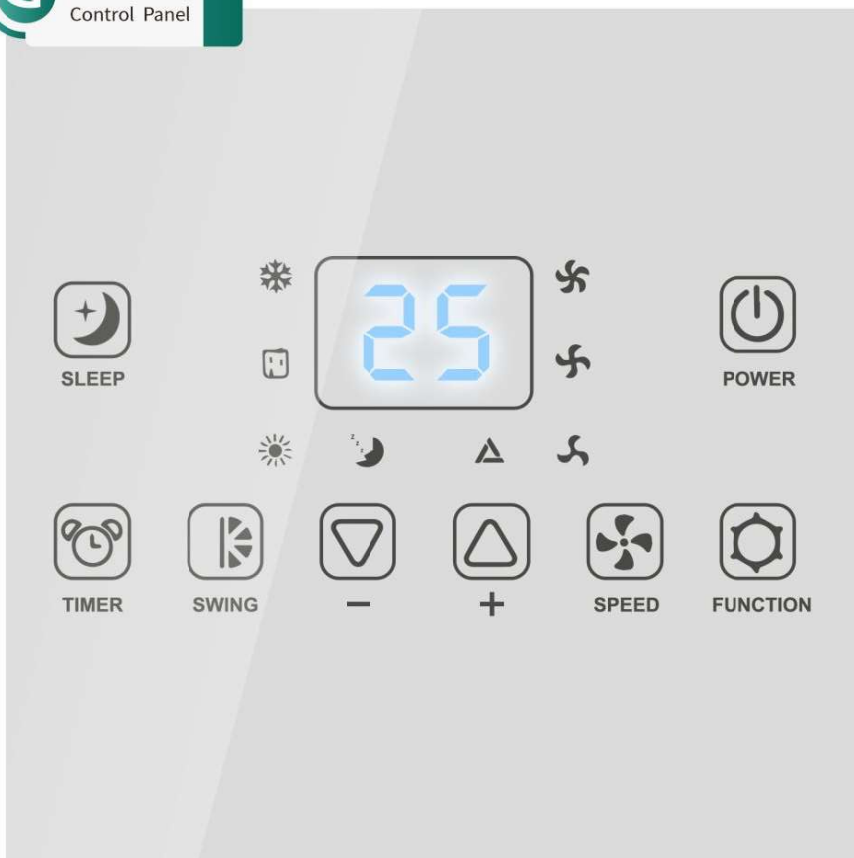 Control Panel
25
SLEEP
POWER
z z z
TIMER
SWING
−
+
SPEED
FUNCTION